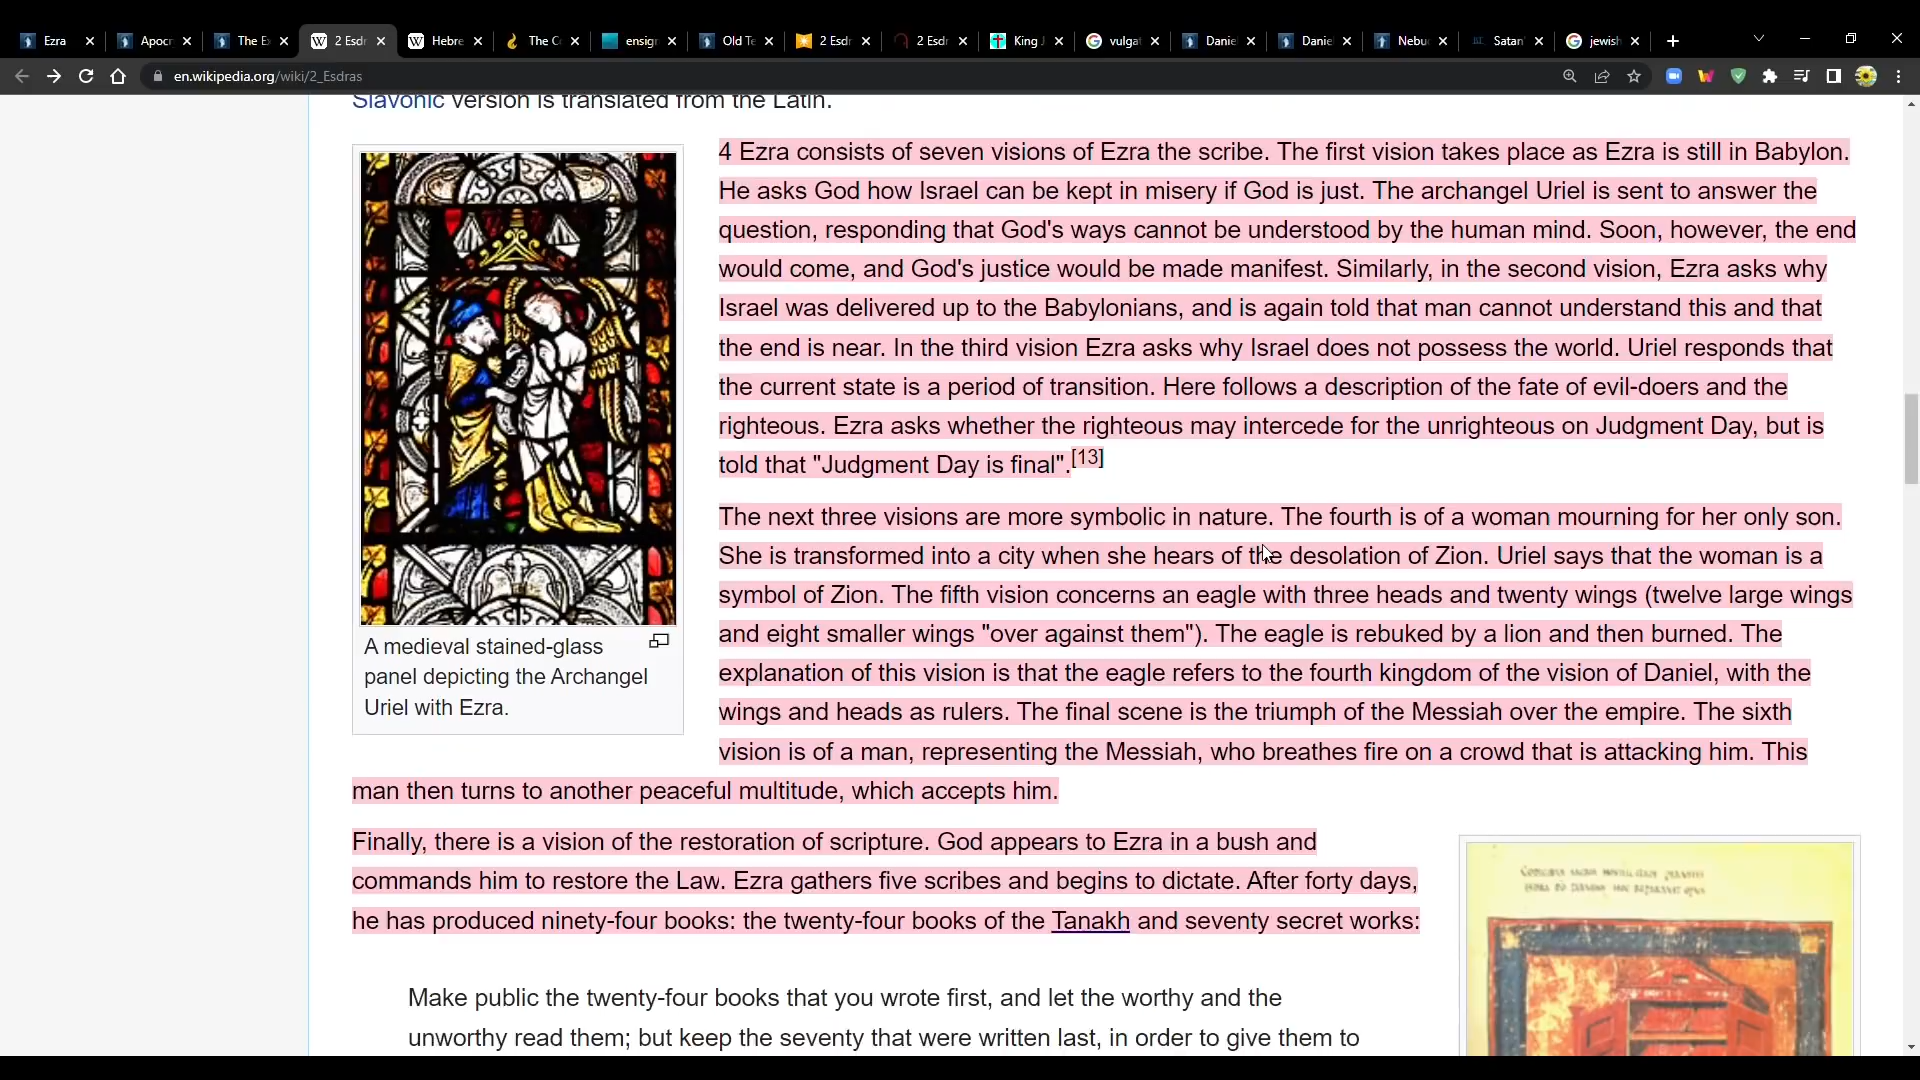 Ezra
Apocr
The Ex
2 Esdr
Hebre
The Co
ensign
Old Te
2 Esdr
2 Esdr
King J
vulgat
Danie
Danie
Nebu
Satan'
jewish
en.wikipedia.org/wiki/2_Esdras
Slavonic version is translated from the Latin.
4 Ezra consists of seven visions of Ezra the scribe. The first vision takes place as Ezra is still in Babylon.
He asks God how Israel can be kept in misery if God is just. The archangel Uriel is sent to answer the
question, responding that God's ways cannot be understood by the human mind. Soon, however, the end
would come, and God's justice would be made manifest. Similarly, in the second vision, Ezra asks why
Israel was delivered up to the Babylonians, and is again told that man cannot understand this and that
the end is near. In the third vision Ezra asks why Israel does not possess the world. Uriel responds that
the current state is a period of transition. Here follows a description of the fate of evil-doers and the
righteous. Ezra asks whether the righteous may intercede for the unrighteous on Judgment Day, but is
told that "Judgment Day is final".[13]
A medieval stained-glass
panel depicting the Archangel
Uriel with Ezra.
The next three visions are more symbolic in nature. The fourth is of a woman mourning for her only son.
She is transformed into a city when she hears of the desolation of Zion. Uriel says that the woman is a
symbol of Zion. The fifth vision concerns an eagle with three heads and twenty wings (twelve large wings
and eight smaller wings "over against them"). The eagle is rebuked by a lion and then burned. The
explanation of this vision is that the eagle refers to the fourth kingdom of the vision of Daniel, with the
wings and heads as rulers. The final scene is the triumph of the Messiah over the empire. The sixth
vision is of a man, representing the Messiah, who breathes fire on a crowd that is attacking him. This
man then turns to another peaceful multitude, which accepts him.
Finally, there is a vision of the restoration of scripture. God appears to Ezra in a bush and
commands him to restore the Law. Ezra gathers five scribes and begins to dictate. After forty days,
he has produced ninety-four books: the twenty-four books of the Tanakh and seventy secret works:
Make public the twenty-four books that you wrote first, and let the worthy and the
unworthy read them; but keep the seventy that were written last, in order to give them to